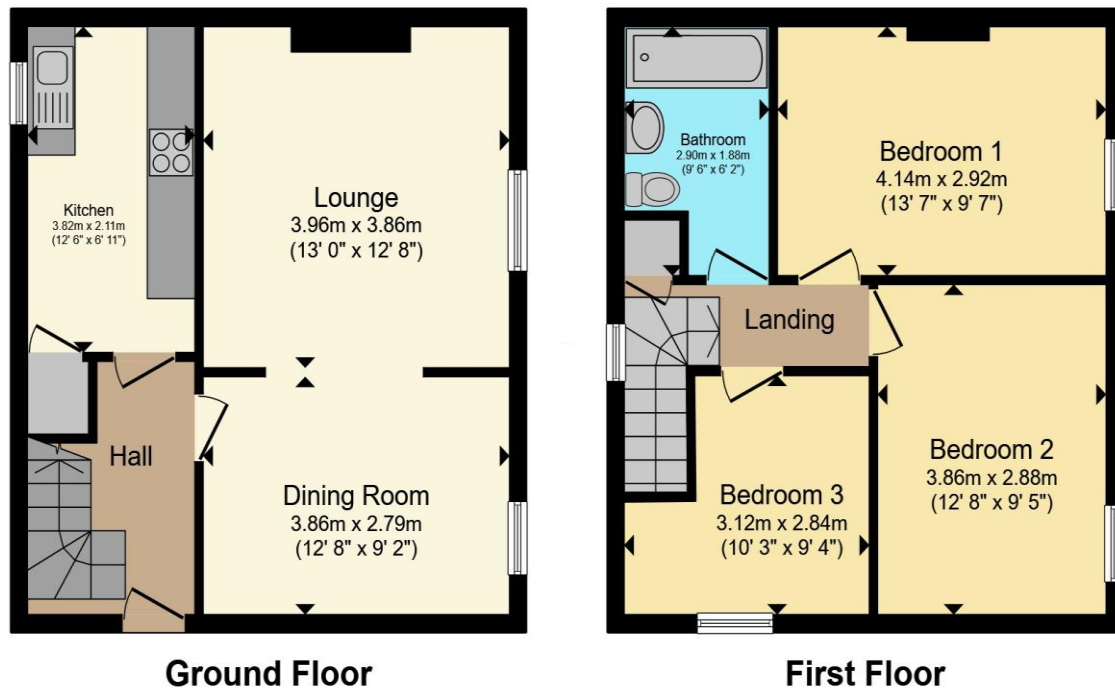 Kitchen
3.82m x 2.11m
(12' 6" x 6' 11")
Lounge
3.96m x 3.86m
(13' 0" x 12' 8")
Hall
Dining Room
3.86m x 2.79m
(12' 8" x 9' 2")
Ground Floor
Bathroom
2.90m x 1.88m
(9' 6" x 6' 2")
Bedroom 1
4.14m x 2.92m
(13' 7" x 9' 7")
Landing
Bedroom 2
3.86m x 2.88m
(12' 8" x 9' 5")
Bedroom 3
3.12m x 2.84m
(10' 3" x 9' 4")
First Floor